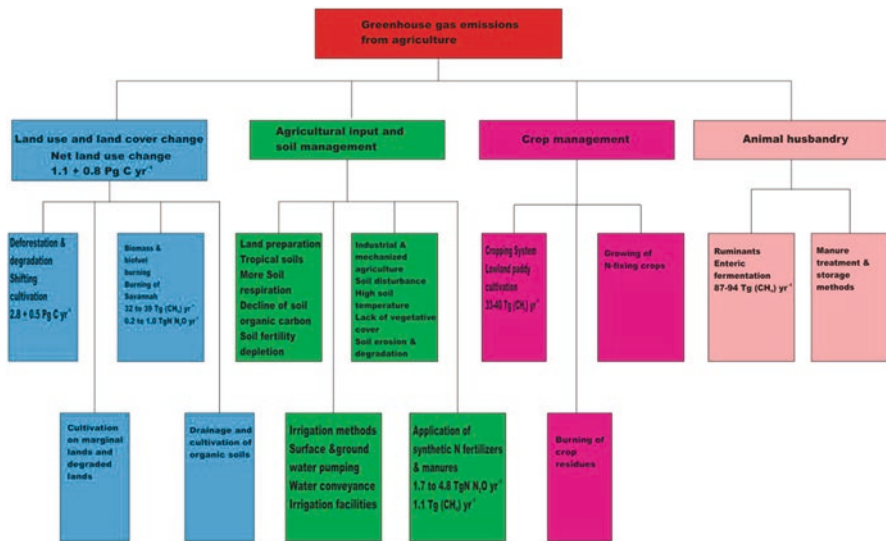 Greenhouse gas emissions
from agriculture
Land use and land cover change
Net land use change
1.1 + 0.8 Pg C yr⁻¹
Agricultural input and
soil management
Crop management
Animal husbandry
Deforestation &
degradation
Shifting
cultivation
2.8 + 0.5 Pg C yr⁻¹
Biomass &
biofuel
burning
Burning of
Savannah
32 to 39 Tg (CH₄) yr⁻¹
0.2 to 1.0 TgN N₂O yr⁻¹
Land preparation
Tropical soils
More Soil
respiration
Decline of soil
organic carbon
Soil fertility
depletion
Industrial &
mechanized
agriculture
Soil disturbance
High soil
temperature
Lack of vegetative
cover
Soil erosion &
degradation
Cropping System
Lowland paddy
cultivation
33-40 Tg (CH₄) yr⁻¹
Growing of
N-fixing crops
Ruminants
Enteric
fermentation
87-94 Tg (CH₄) yr⁻¹
Manure
treatment &
storage
methods
Cultivation
on marginal
lands and
degraded
lands
Drainage and
cultivation of
organic soils
Irrigation methods
Surface &ground
water pumping
Water conveyance
Irrigation facilities
Application of
synthetic N fertilizers
& manures
1.7 to 4.8 TgN N₂O yr⁻¹
1.1 Tg (CH₄) yr⁻¹
Burning of
crop
residues